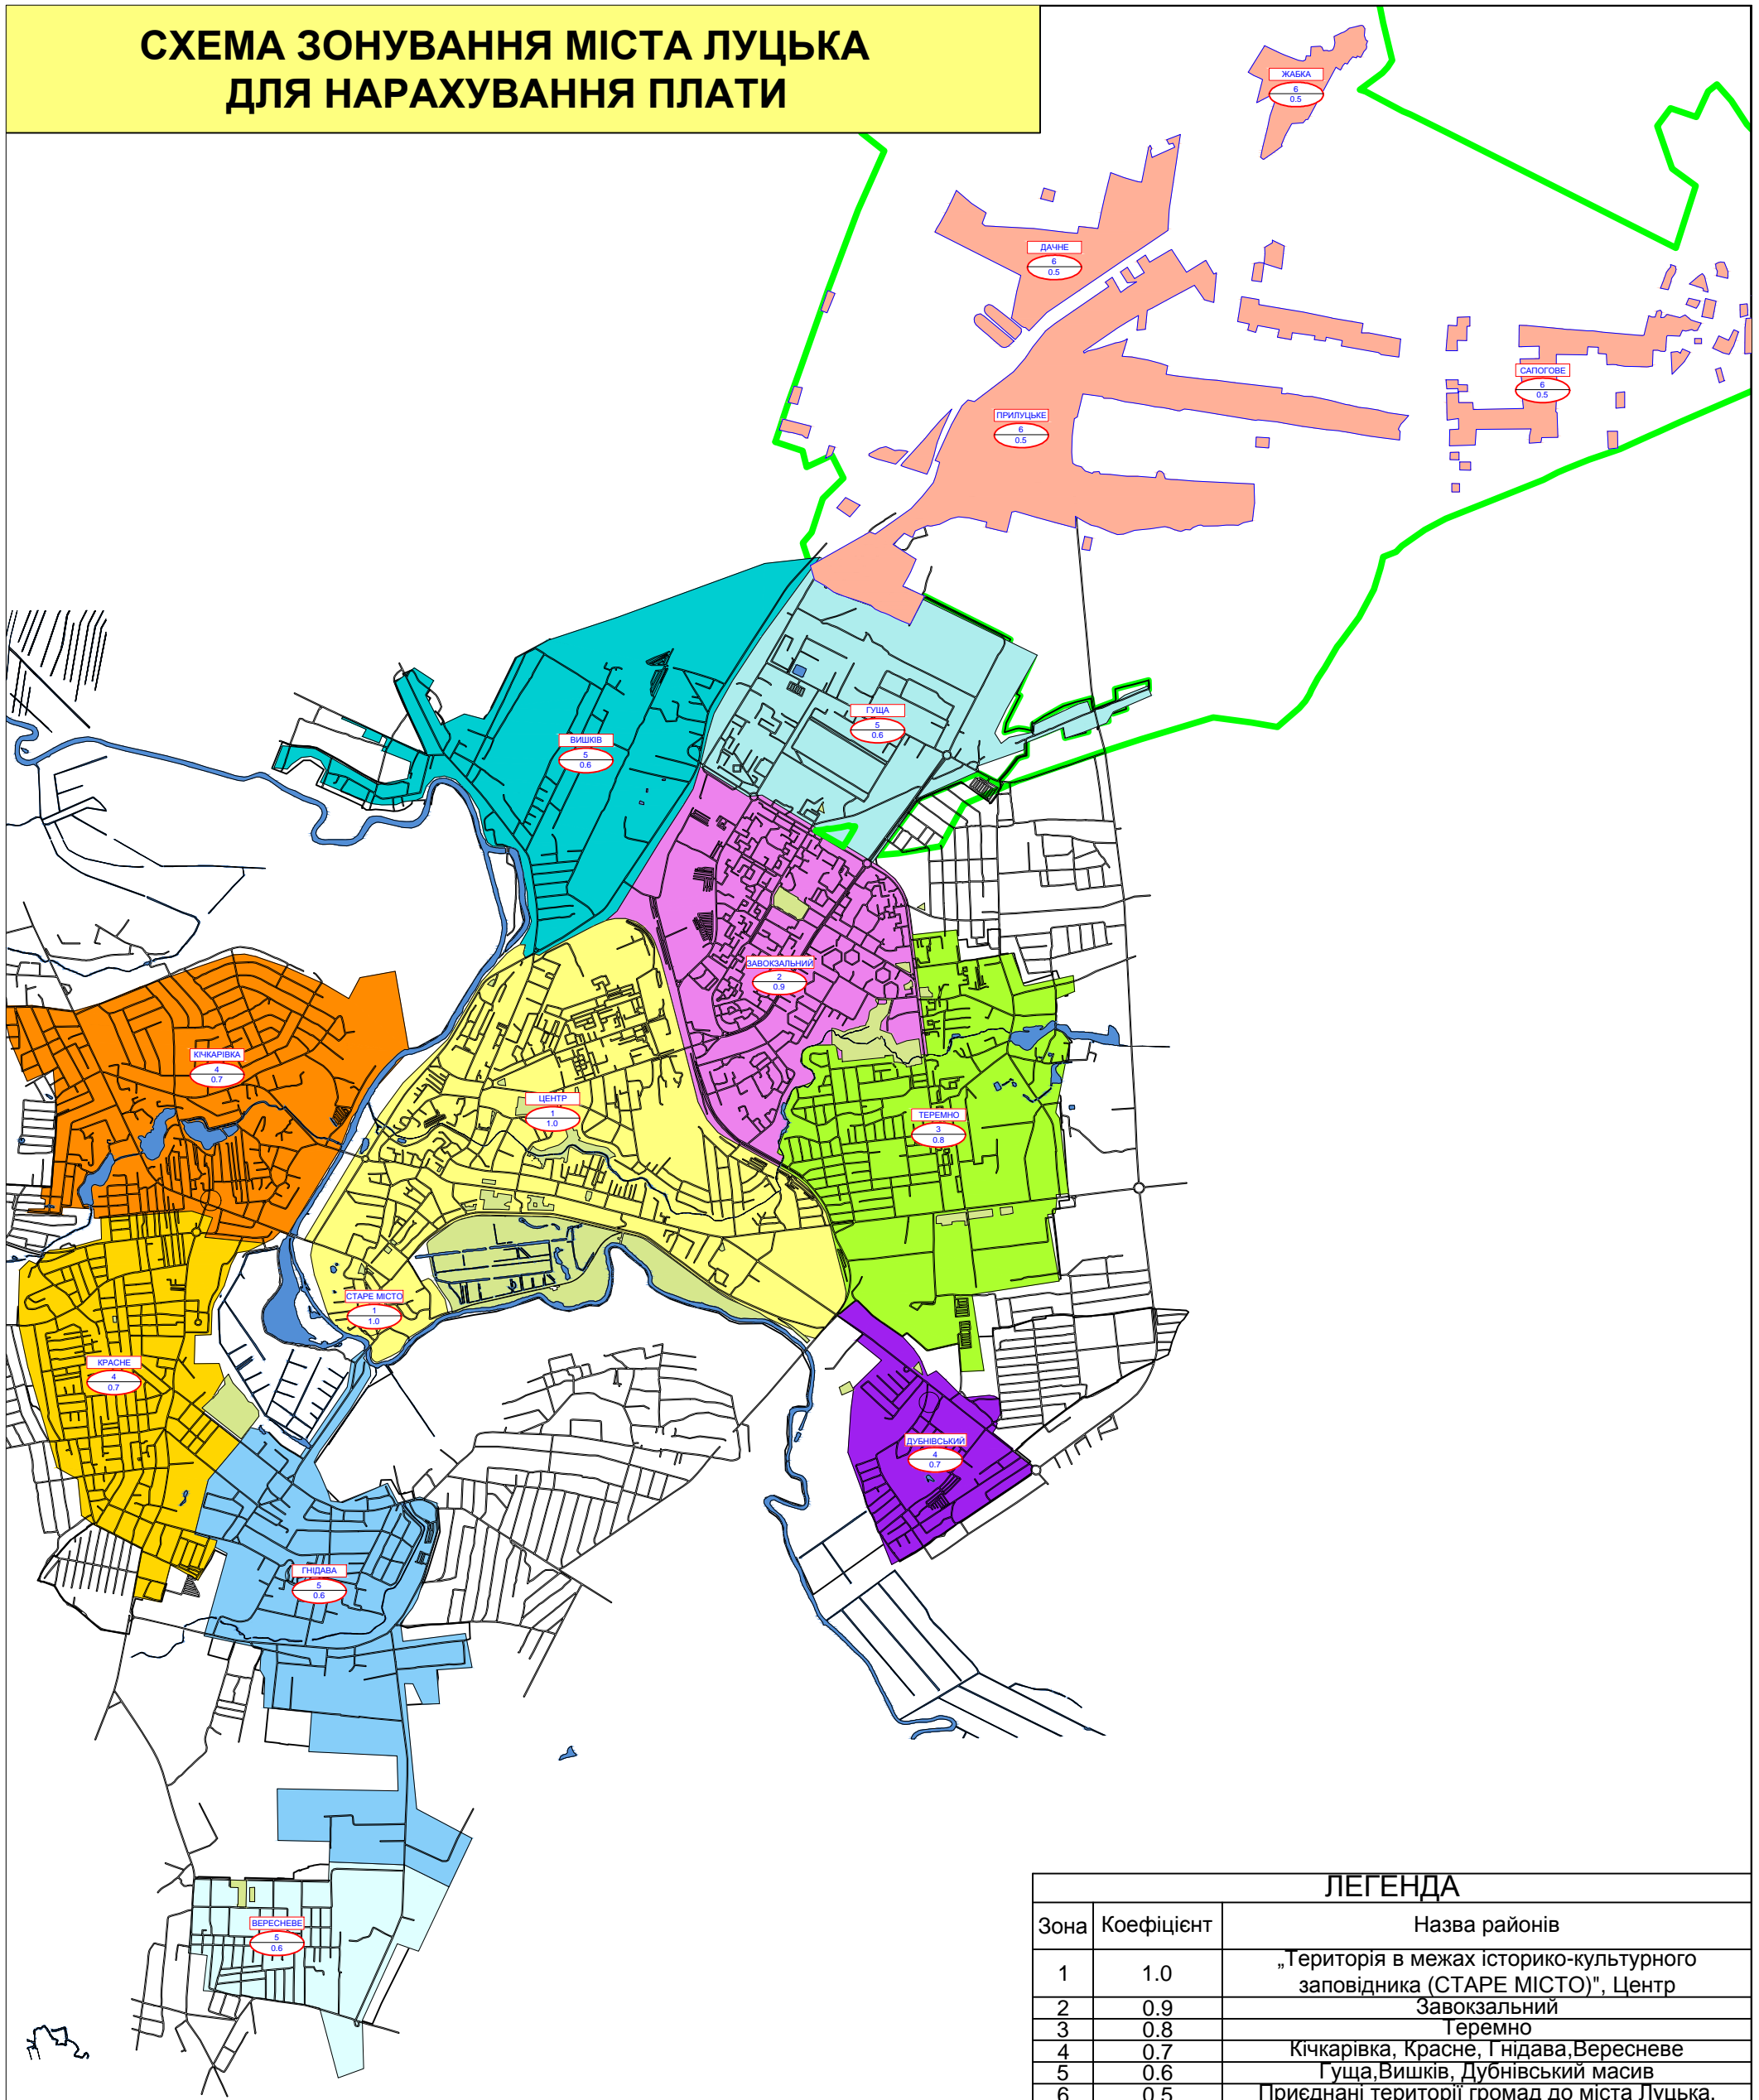 СХЕМА ЗОНУВАННЯ МІСТА ЛУЦЬКА
ДЛЯ НАРАХУВАННЯ ПЛАТИ
ЖАБКА
6
0.5
ДАЧНЕ
6
0.5
САПОГОВЕ
6
0.5
ПРИЛУЦЬКЕ
6
0.5
ГУЩА
5
0.6
ВИШКІВ
5
0.6
ЗАВОКЗАЛЬНИЙ
2
0.9
КІЧКАРІВКА
4
0.7
ЦЕНТР
1
1.0
ТЕРЕМНО
3
0.8
СТАРЕ МІСТО
1
1.0
КРАСНЕ
4
0.7
ДУБНІВСЬКИЙ
4
0.7
ГНІДАВА
5
0.6
ВЕРЕСНЕВЕ
5
0.6
ЛЕГЕНДА
Зона Коефіцієнт Назва районів
1 1.0 „Територія в межах історико-культурного
заповідника (СТАРЕ МІСТО)", Центр
2 0.9 Завокзальний
3 0.8 Теремно
4 0.7 Кічкарівка, Красне, Гнідава,Вересневе
5 0.6 Гуща,Вишків, Дубнівський масив
6 0.5 Приєднані території громад до міста Луцька.